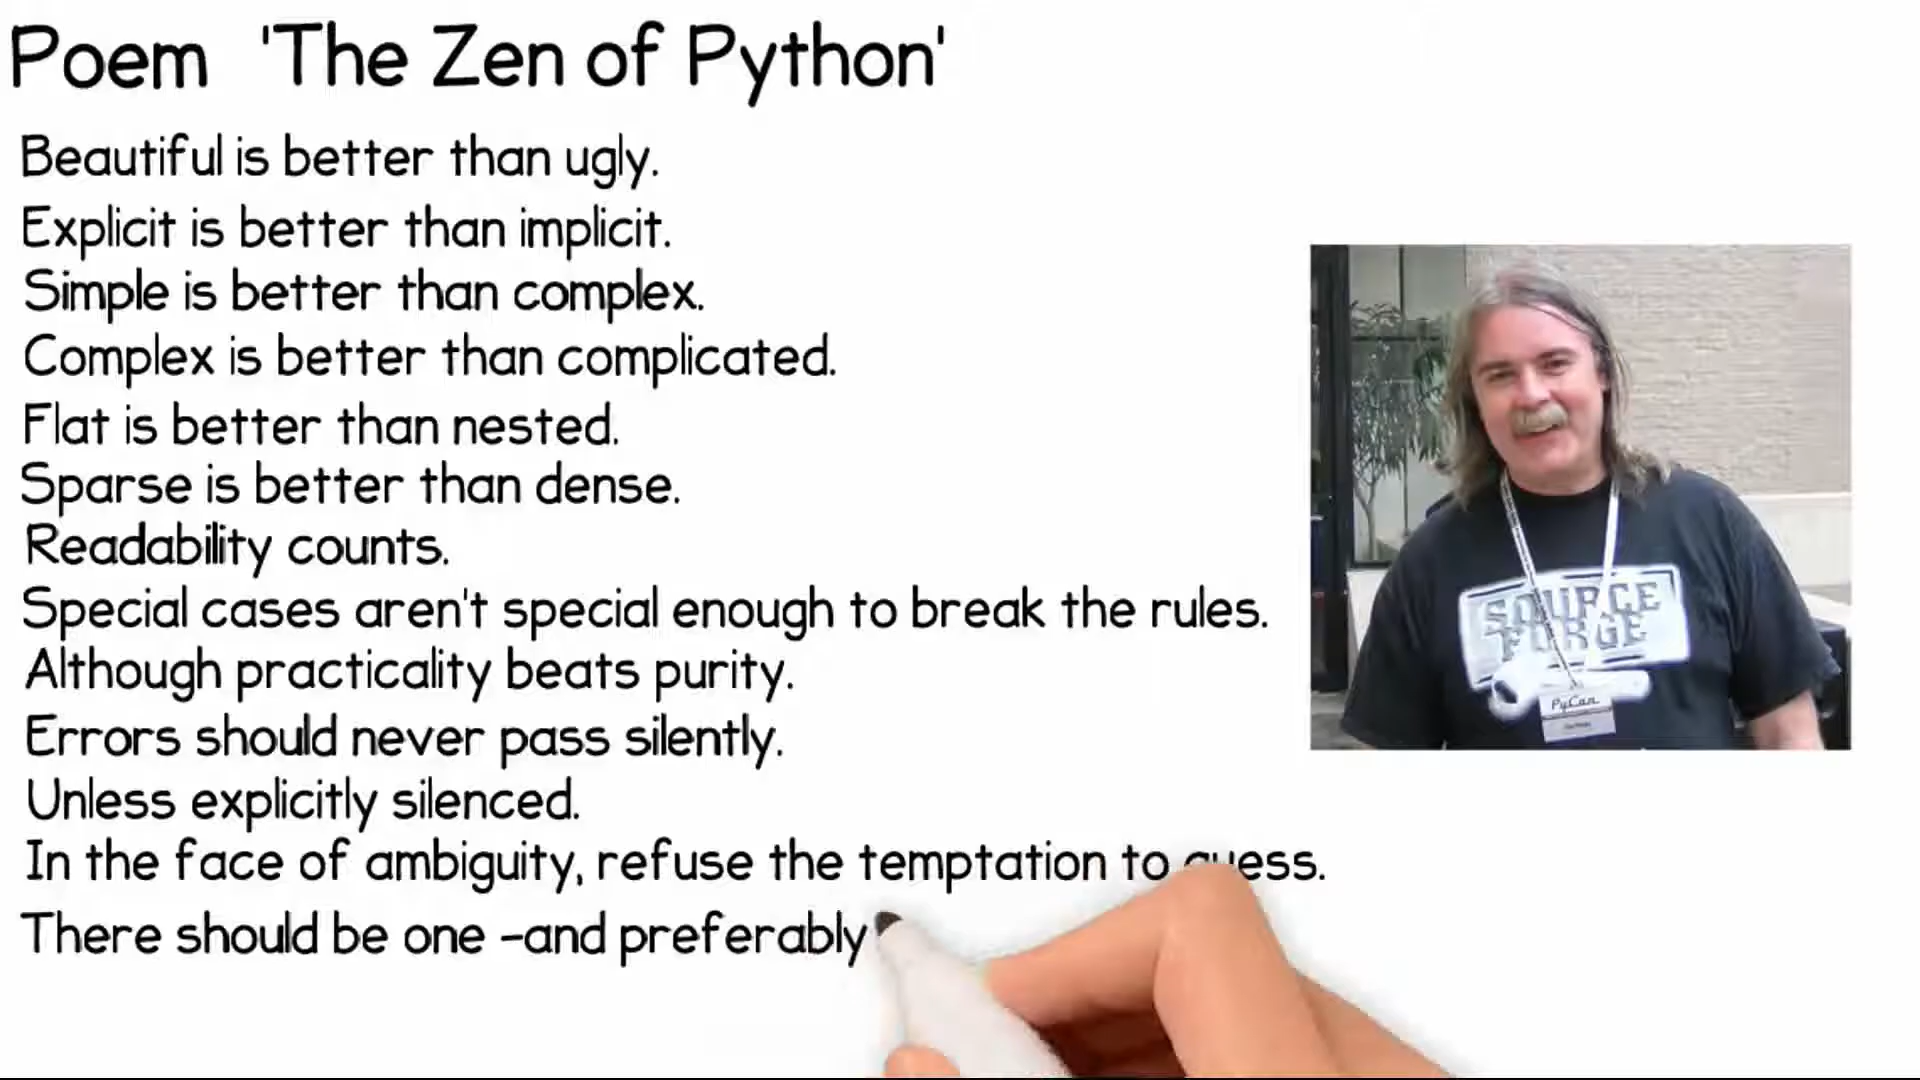 Poem 'The Zen of Python'
Beautiful is better than ugly.
Explicit is better than implicit.
Simple is better than complex.
Complex is better than complicated.
Flat is better than nested.
Sparse is better than dense.
Readability counts.
Special cases aren't special enough to break the rules.
Although practicality beats purity.
Errors should never pass silently.
Unless explicitly silenced.
In the face of ambiguity, refuse the temptation to guess.
There should be one -and preferably
SOURCE
FORGE
PyCon